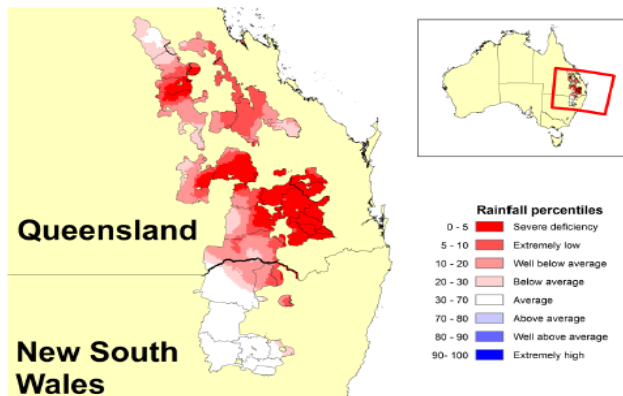 Queensland
New South
Wales
Rainfall percentiles
0 - 5 Severe deficiency
5 - 10 Extremely low
10 - 20 Well below average
20 - 30 Below average
30 - 70 Average
70 - 80 Above average
80 - 90 Well above average
90- 100 Extremely high